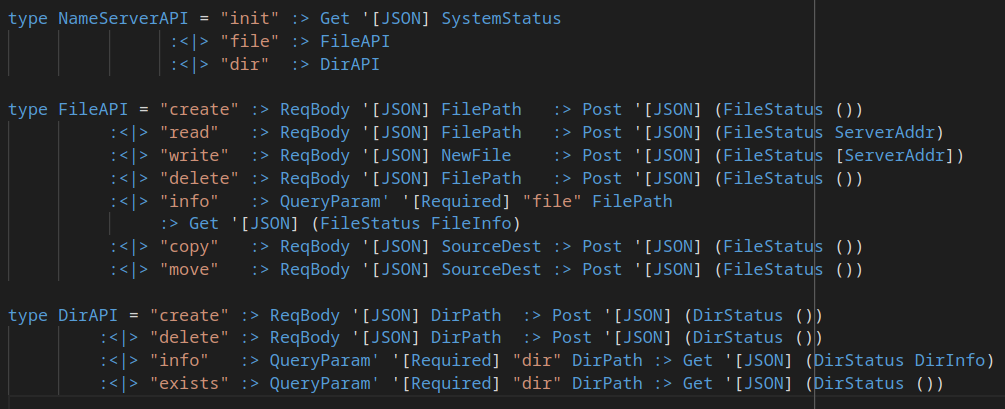 type NameServerAPI = "init" :> Get '[JSON] SystemStatus
                :<|> "file" :> FileAPI
                :<|> "dir"  :> DirAPI

type FileAPI = "create" :> ReqBody '[JSON] FilePath   :> Post '[JSON] (FileStatus ())
          :<|> "read"   :> ReqBody '[JSON] FilePath   :> Post '[JSON] (FileStatus ServerAddr)
          :<|> "write"  :> ReqBody '[JSON] NewFile    :> Post '[JSON] (FileStatus [ServerAddr])
          :<|> "delete" :> ReqBody '[JSON] FilePath   :> Post '[JSON] (FileStatus ())
          :<|> "info"   :> QueryParam' '[Required] "file" FilePath
               :> Get '[JSON] (FileStatus FileInfo)
          :<|> "copy"   :> ReqBody '[JSON] SourceDest :> Post '[JSON] (FileStatus ())
          :<|> "move"   :> ReqBody '[JSON] SourceDest :> Post '[JSON] (FileStatus ())

type DirAPI = "create" :> ReqBody '[JSON] DirPath  :> Post '[JSON] (DirStatus ())
         :<|> "delete" :> ReqBody '[JSON] DirPath  :> Post '[JSON] (DirStatus ())
         :<|> "info"   :> QueryParam' '[Required] "dir" DirPath :> Get '[JSON] (DirStatus DirInfo)
         :<|> "exists" :> QueryParam' '[Required] "dir" DirPath :> Get '[JSON] (DirStatus ())